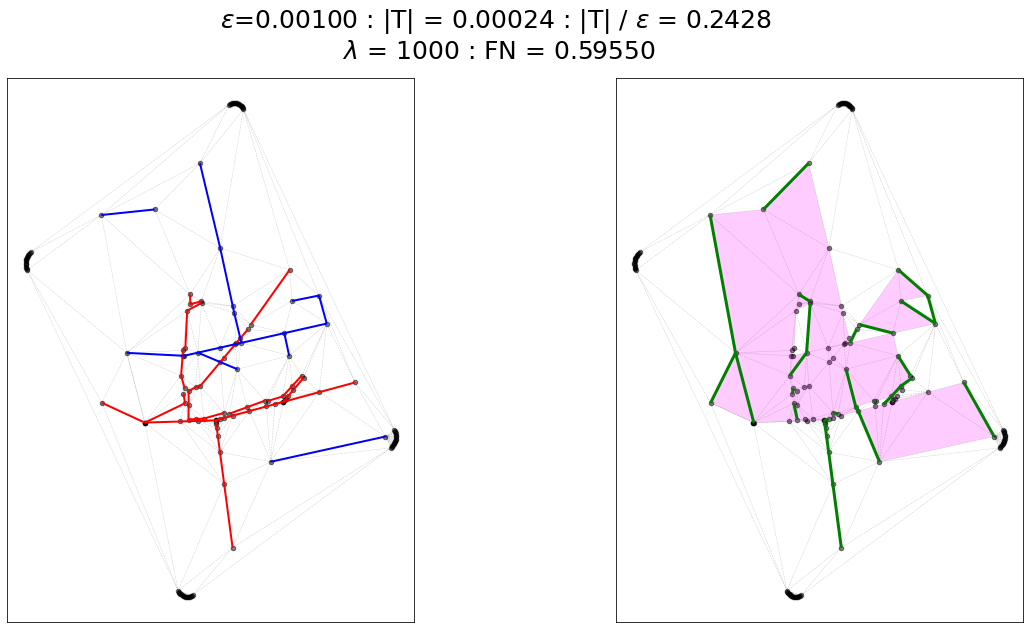 ε=0.00100 : |T| = 0.00024 : |T| / ε = 0.2428
λ = 1000 : FN = 0.59550